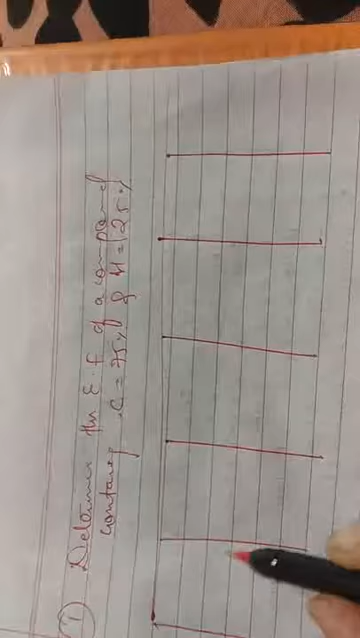 ① Determine the E.F of a compound
containing C = 75% & H = 25%